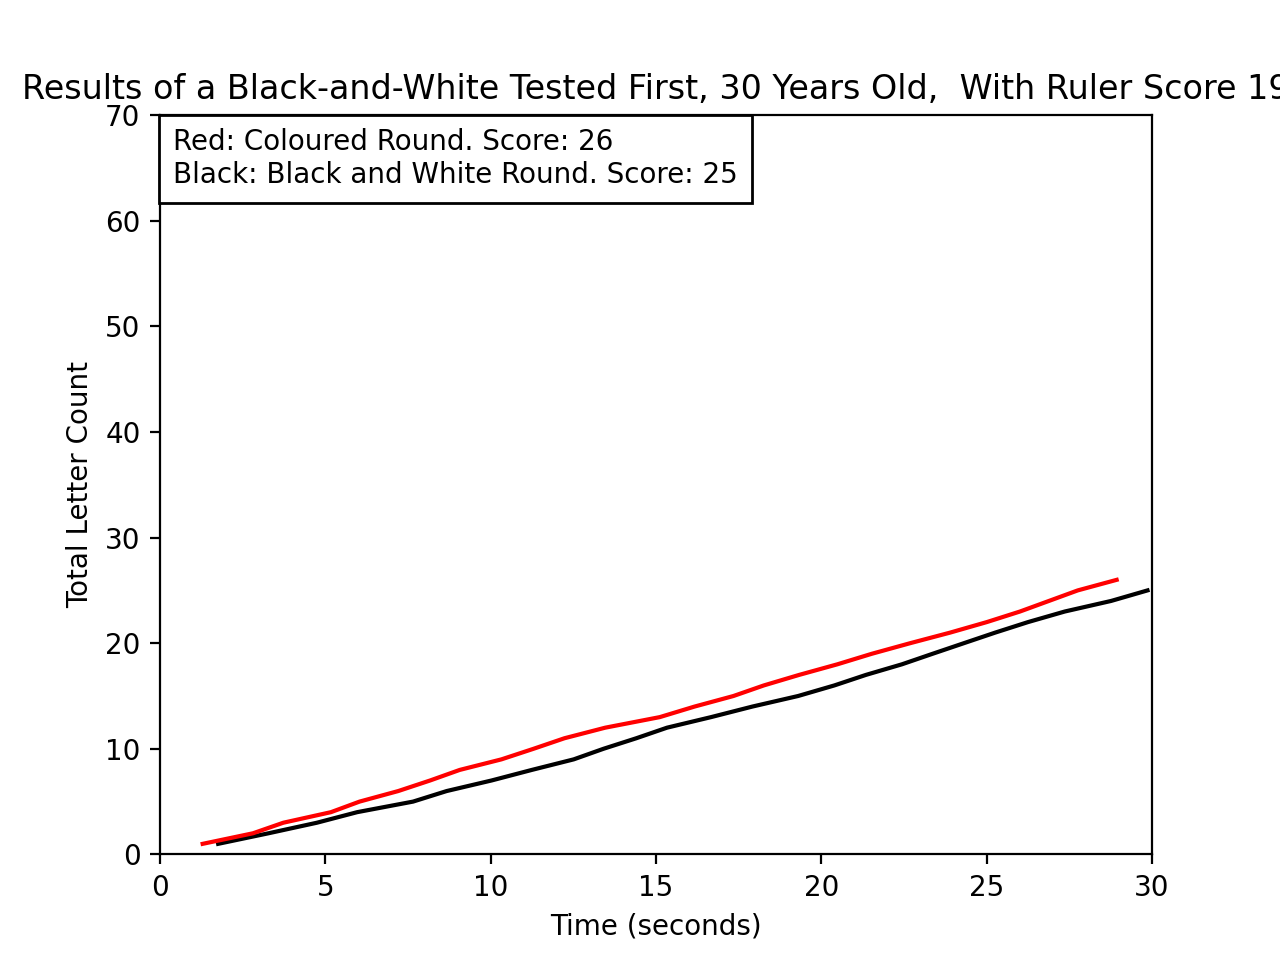 Results of a Black-and-White Tested First, 30 Years Old,  With Ruler Score 19
Red: Coloured Round. Score: 26
Black: Black and White Round. Score: 25
70
60
50
40
30
20
10
0
Total Letter Count
0 5 10 15 20 25 30
Time (seconds)